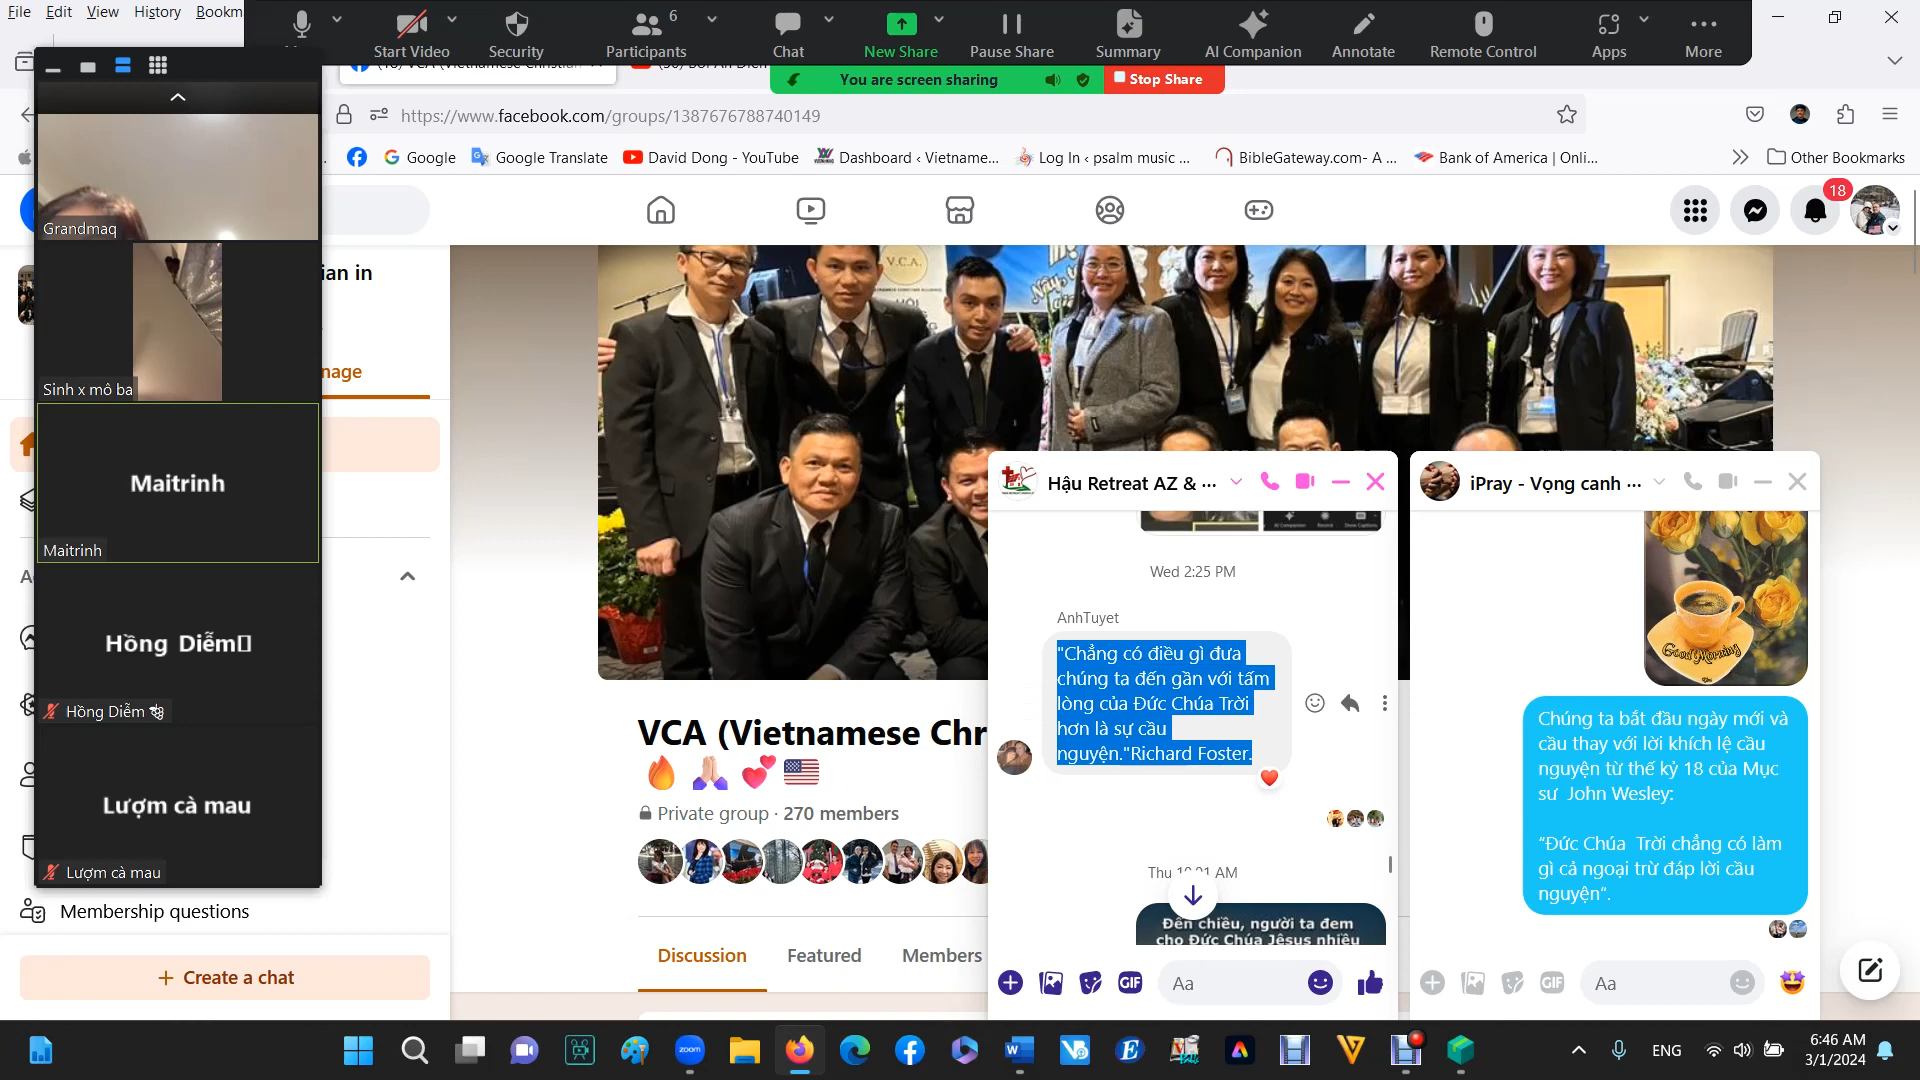 File Edit View History Bookm
Start Video
Security
Participants 6
Chat
New Share
Pause Share
Summary
AI Companion
Annotate
Remote Control
Apps
More
You are screen sharing
Stop Share
https://www.facebook.com/groups/1387676788740149
Google
Google Translate
David Dong - YouTube
Dashboard ‹ Vietname...
Log In ‹ psalm music ...
BibleGateway.com- A ...
Bank of America | Onli...
Other Bookmarks
18
Grandmaq
Sinh x mô ba
Maitrinh
Maitrinh
Hồng Diễm
Hồng Diễm
Lượm cà mau
Lượm cà mau
ian in
nage
Membership questions
+ Create a chat
V.C.A.
VCA (Vietnamese Chr
Private group · 270 members
Discussion
Featured
Members
Hậu Retreat AZ & ...
Wed 2:25 PM
AnhTuyet
"Chẳng có điều gì đưa
chúng ta đến gần với tấm
lòng của Đức Chúa Trời
hơn là sự cầu
nguyện."Richard Foster.
Đến chiều, người ta đem
cho Đức Chúa Jêsus nhiều
GIF
Aa
iPray - Vọng canh ...
Good Morning
Chúng ta bắt đầu ngày mới và
cầu thay với lời khích lệ cầu
nguyện từ thế kỷ 18 của Mục
sư John Wesley:
“Đức Chúa Trời chẳng có làm
gì cả ngoại trừ đáp lời cầu
nguyện“.
GIF
Aa
zoom
ENG
6:46 AM
3/1/2024